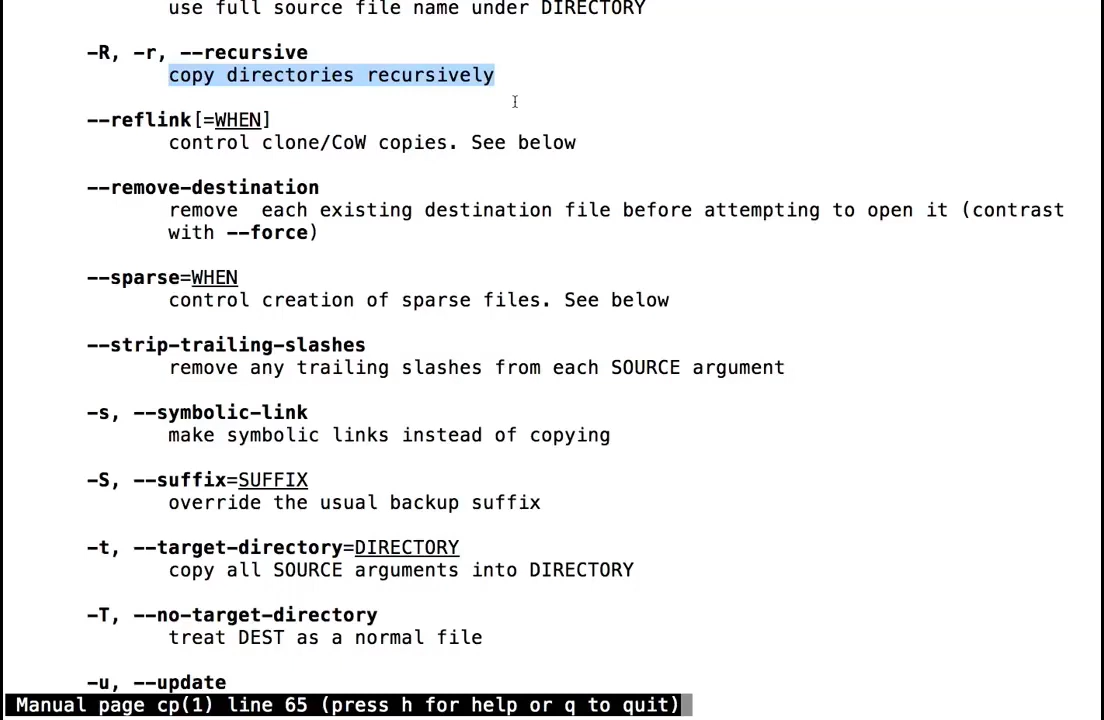 use full source file name under DIRECTORY
-R, -r, --recursive
copy directories recursively
--reflink[=WHEN]
control clone/CoW copies. See below
--remove-destination
remove  each existing destination file before attempting to open it (contrast
with --force)
--sparse=WHEN
control creation of sparse files. See below
--strip-trailing-slashes
remove any trailing slashes from each SOURCE argument
-s, --symbolic-link
make symbolic links instead of copying
-S, --suffix=SUFFIX
override the usual backup suffix
-t, --target-directory=DIRECTORY
copy all SOURCE arguments into DIRECTORY
-T, --no-target-directory
treat DEST as a normal file
-u, --update
Manual page cp(1) line 65 (press h for help or q to quit)